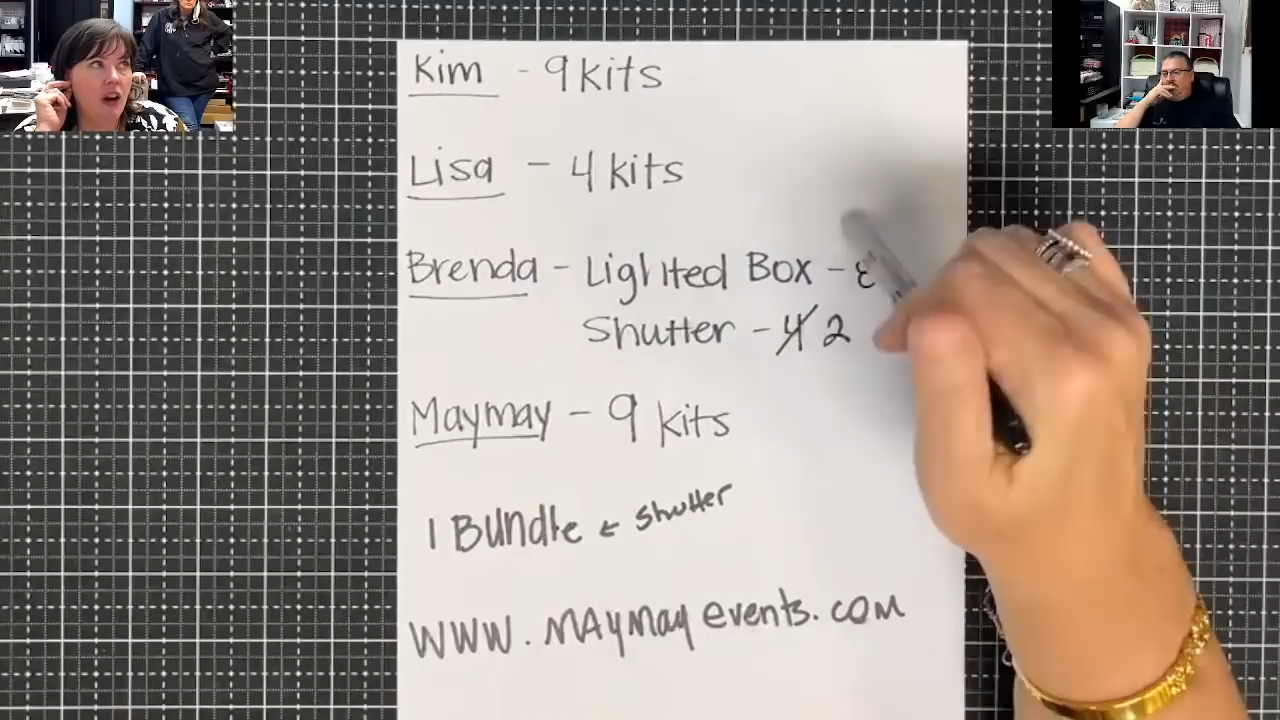 Kim - 9 kits
Lisa - 4 kits
Brenda - Lighted Box -
Shutter - 4 2
Maymay - 9 kits
1 Bundle ← Shutter
www.maymayevents.com